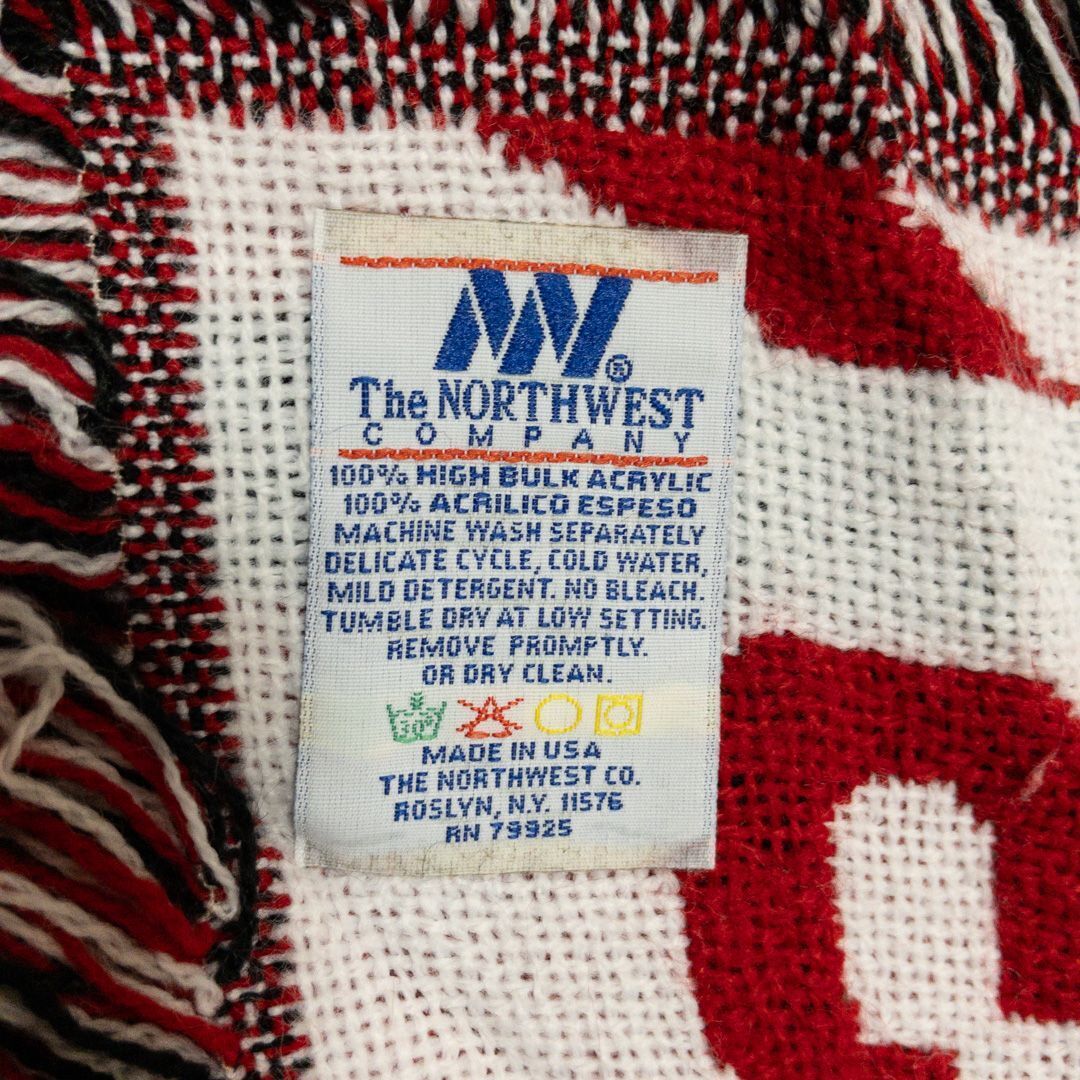 ®
The NORTHWEST
COMPANY
100% HIGH BULK ACRYLIC
100% ACRILICO ESPESO
MACHINE WASH SEPARATELY
DELICATE CYCLE, COLD WATER,
MILD DETERGENT. NO BLEACH.
TUMBLE DRY AT LOW SETTING.
REMOVE PROMPTLY.
OR DRY CLEAN.
30°
MADE IN USA
THE NORTHWEST CO.
ROSLYN, N.Y. 11576
RN 79925